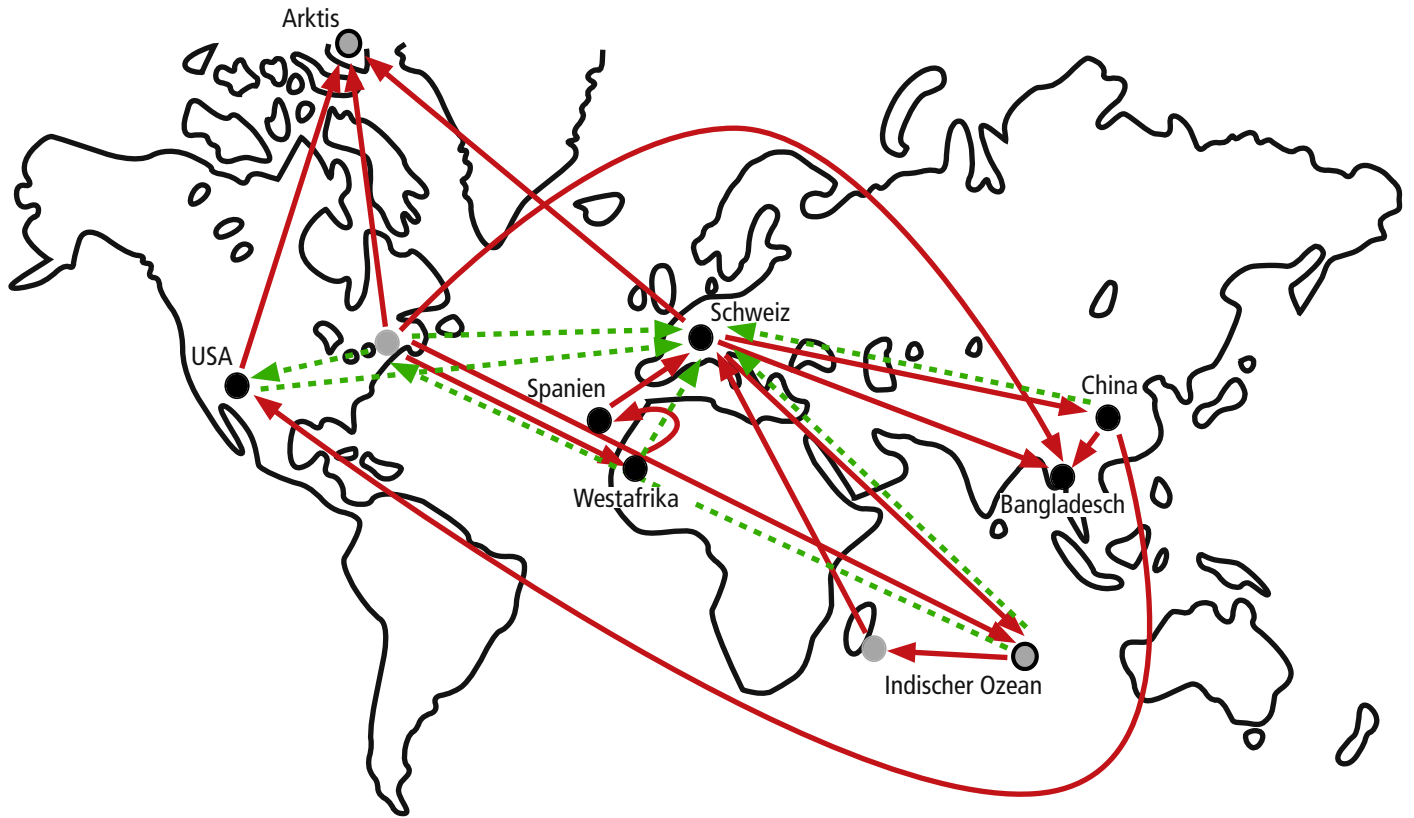 Arktis
Schweiz
USA
Spanien
China
Westafrika
Bangladesch
Indischer Ozean